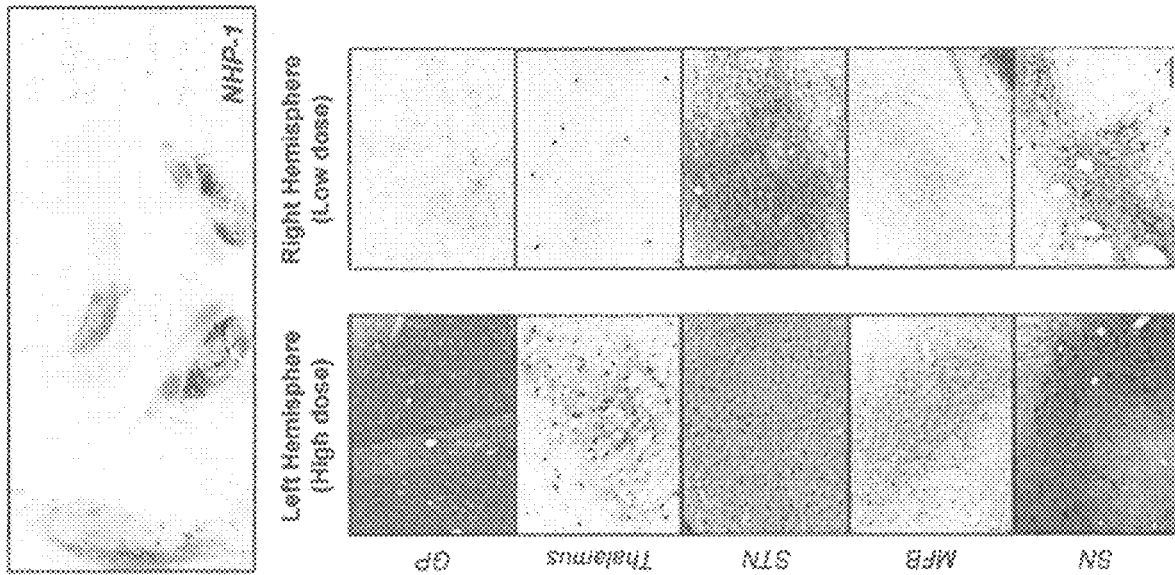 NHP-1
Left Hemisphere
(High dose)
Right Hemisphere
(Low dose)
GP
Thalamus
STN
MFB
SN